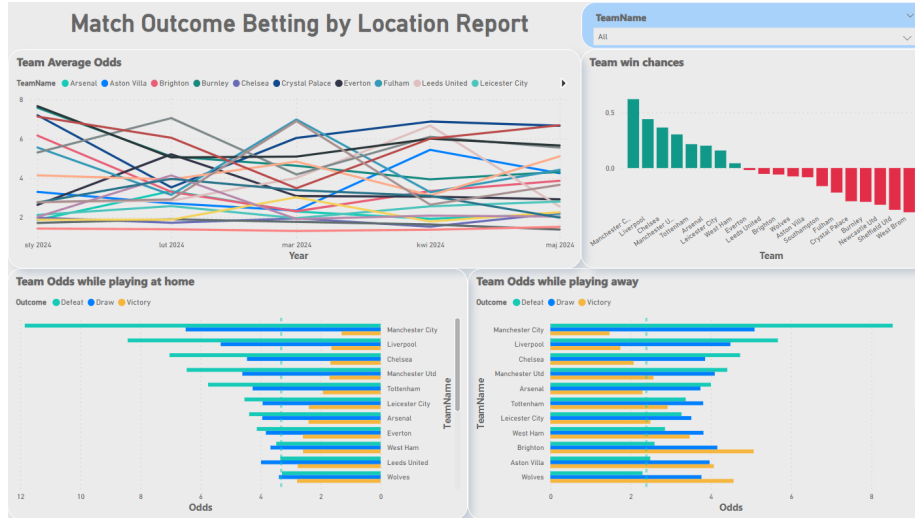 Match Outcome Betting by Location Report
TeamName
All
Team Average Odds
TeamName Arsenal Aston Villa Brighton Burnley Chelsea Crystal Palace Everton Fulham Leeds United Leicester City
8
6
4
2
sty 2024 lut 2024 mar 2024 kwi 2024 maj 2024
Year
Team win chances
0.5
0.0
Manchester C...
Liverpool
Chelsea
Manchester U...
Tottenham
Arsenal
Leicester City
West Ham
Everton
Leeds United
Brighton
Wolves
Aston Villa
Southampton
Fulham
Crystal Palace
Burnley
Newcastle Utd
Sheffield Utd
West Brom
Team
Team Odds while playing at home
Outcome Defeat Draw Victory
Manchester City
Liverpool
Chelsea
Manchester Utd
Tottenham
Leicester City
Arsenal
Everton
West Ham
Leeds United
Wolves
TeamName
12 10 8 6 4 2 0
Odds
Team Odds while playing away
Outcome Defeat Draw Victory
TeamName
Manchester City
Liverpool
Chelsea
Manchester Utd
Arsenal
Tottenham
Leicester City
West Ham
Brighton
Aston Villa
Wolves
0 2 4 6 8
Odds